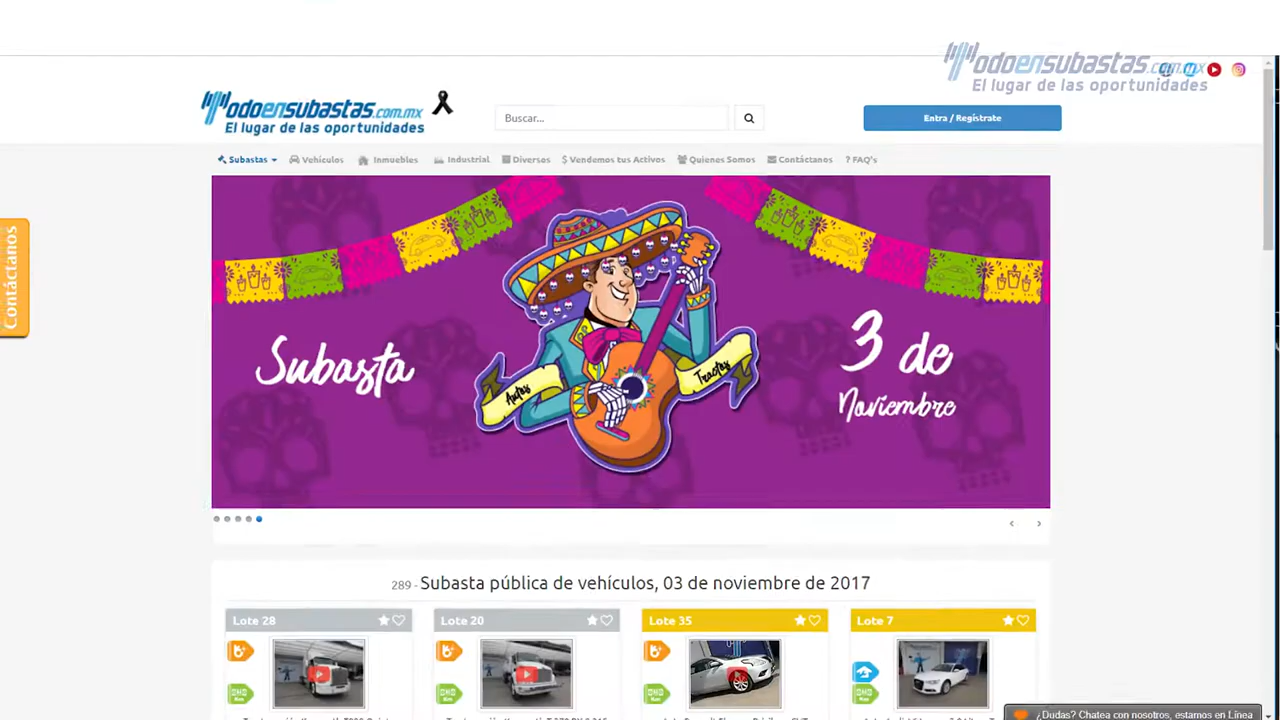 Todoensubastas.com.mx
El lugar de las oportunidades
Todoensubastas.com.mx
El lugar de las oportunidades
Buscar...
Entra / Regístrate
Subastas
Vehículos
Inmuebles
Industrial
Diversos
$ Vendemos tus Activos
Quienes Somos
Contáctanos
? FAQ's
Contáctanos
Subasta
Autos
Tractos
3 de
Noviembre
289 - Subasta pública de vehículos, 03 de noviembre de 2017
Lote 28
Lote 20
Lote 35
Lote 7
¿Dudas? Chatea con nosotros, estamos en Línea